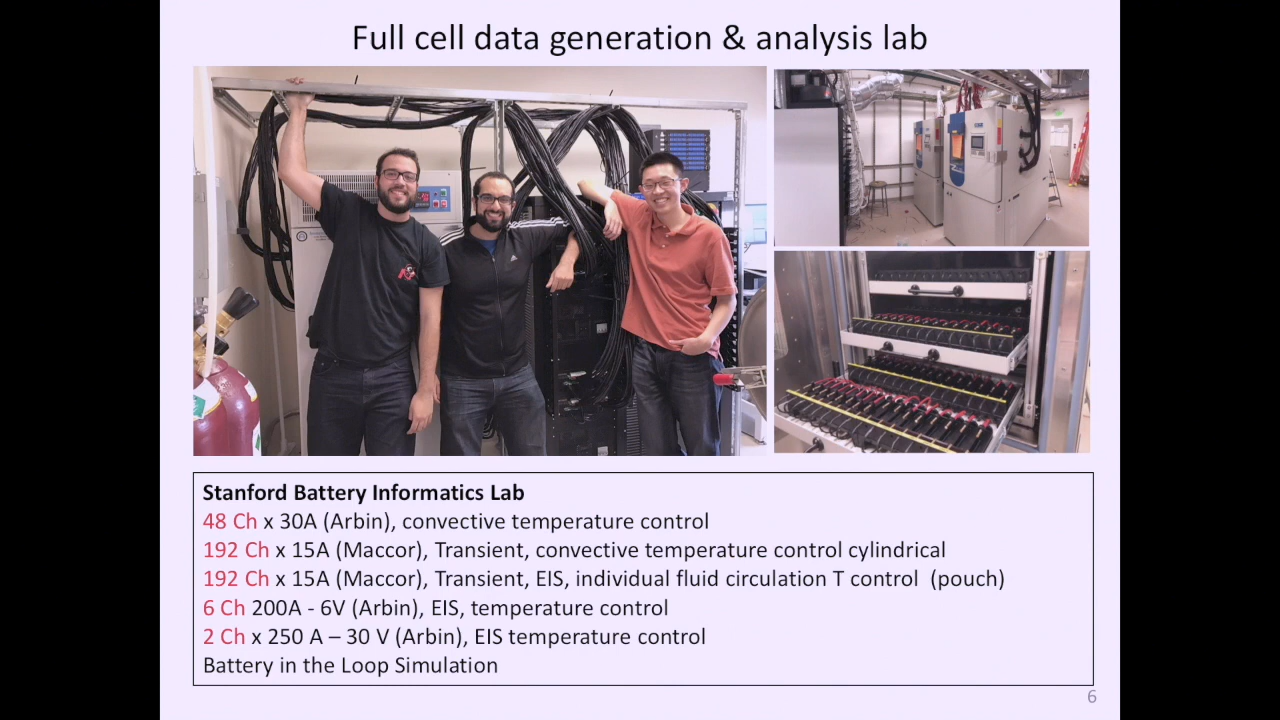 Full cell data generation & analysis lab
Stanford Battery Informatics Lab
48 Ch x 30A (Arbin), convective temperature control
192 Ch x 15A (Maccor), Transient, convective temperature control cylindrical
192 Ch x 15A (Maccor), Transient, EIS, individual fluid circulation T control  (pouch)
6 Ch 200A - 6V (Arbin), EIS, temperature control
2 Ch x 250 A – 30 V (Arbin), EIS temperature control
Battery in the Loop Simulation
6